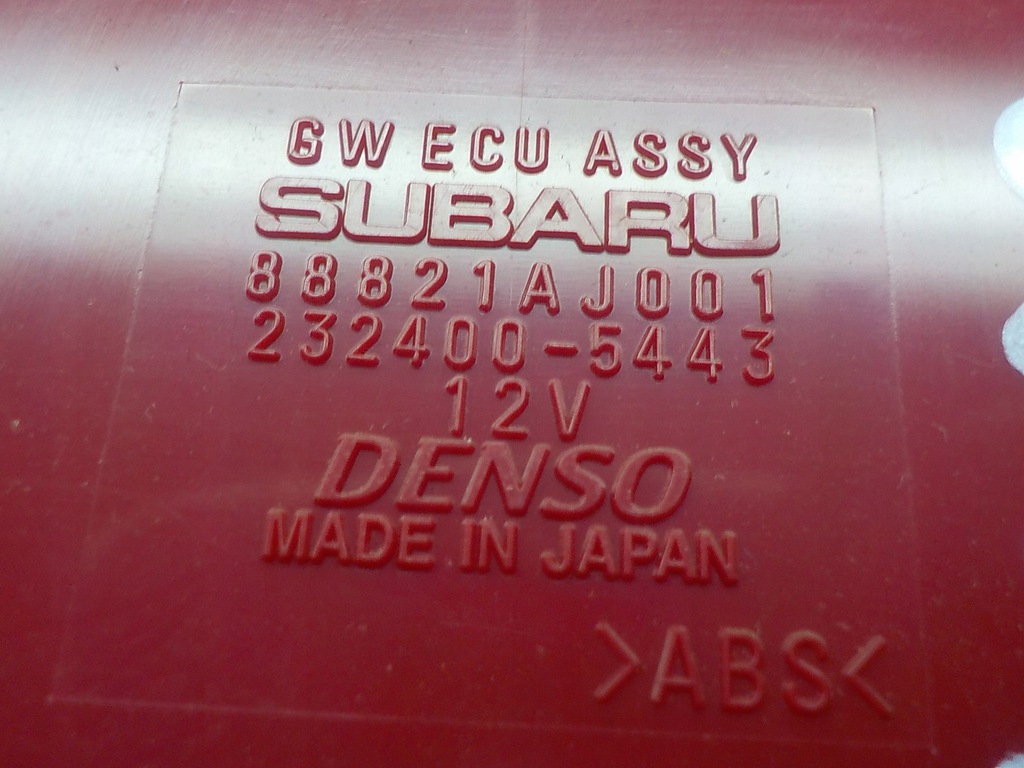 GW ECU ASSY
SUBARU
88821AJ001
232400-5443
12V
DENSO
MADE IN JAPAN
>ABS<